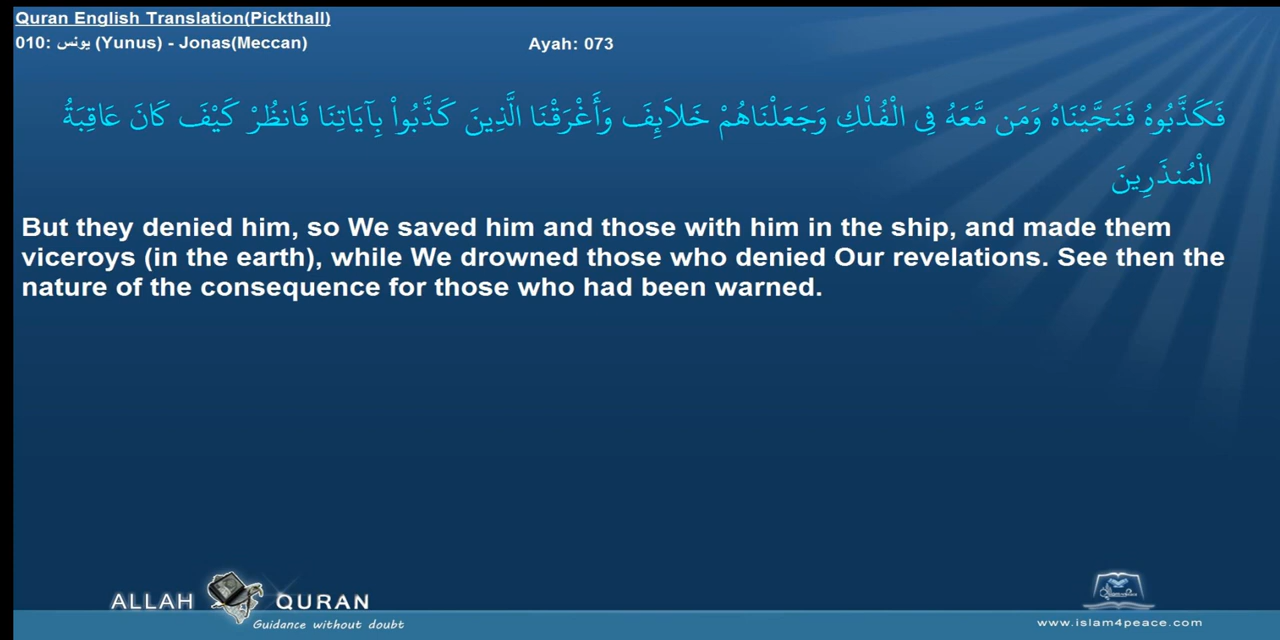 Quran English Translation(Pickthall)
010: يونس (Yunus) - Jonas(Meccan)
Ayah: 073
فَكَذَّبُوهُ فَنَجَّيْنَاهُ وَمَن مَّعَهُ فِي الْفُلْكِ وَجَعَلْنَاهُمْ خَلاَئِفَ وَأَغْرَقْنَا الَّذِينَ كَذَّبُواْ بِآيَاتِنَا فَانظُرْ كَيْفَ كَانَ عَاقِبَةُ
الْمُنذَرِينَ
But they denied him, so We saved him and those with him in the ship, and made them
viceroys (in the earth), while We drowned those who denied Our revelations. See then the
nature of the consequence for those who had been warned.
ALLAH QURAN
Guidance without doubt
www.islam4peace.com